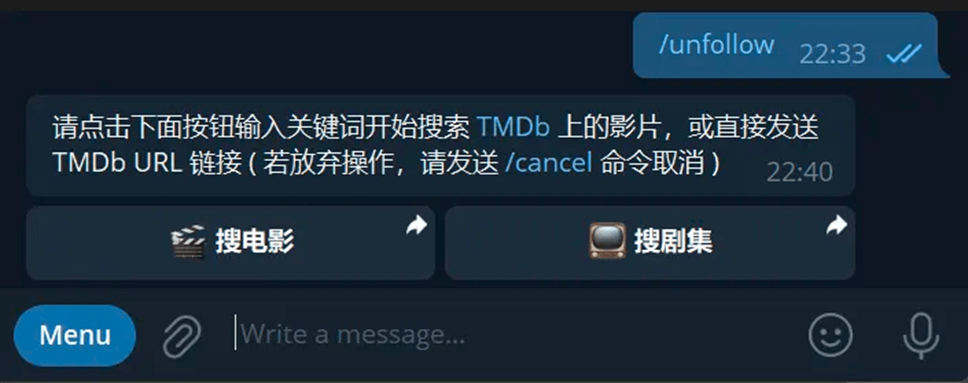 /unfollow 22:33
请点击下面按钮输入关键词开始搜索 TMDb 上的影片，或直接发送
TMDb URL 链接 ( 若放弃操作，请发送 /cancel 命令取消 ) 22:40
搜电影 搜剧集
Menu Write a message...